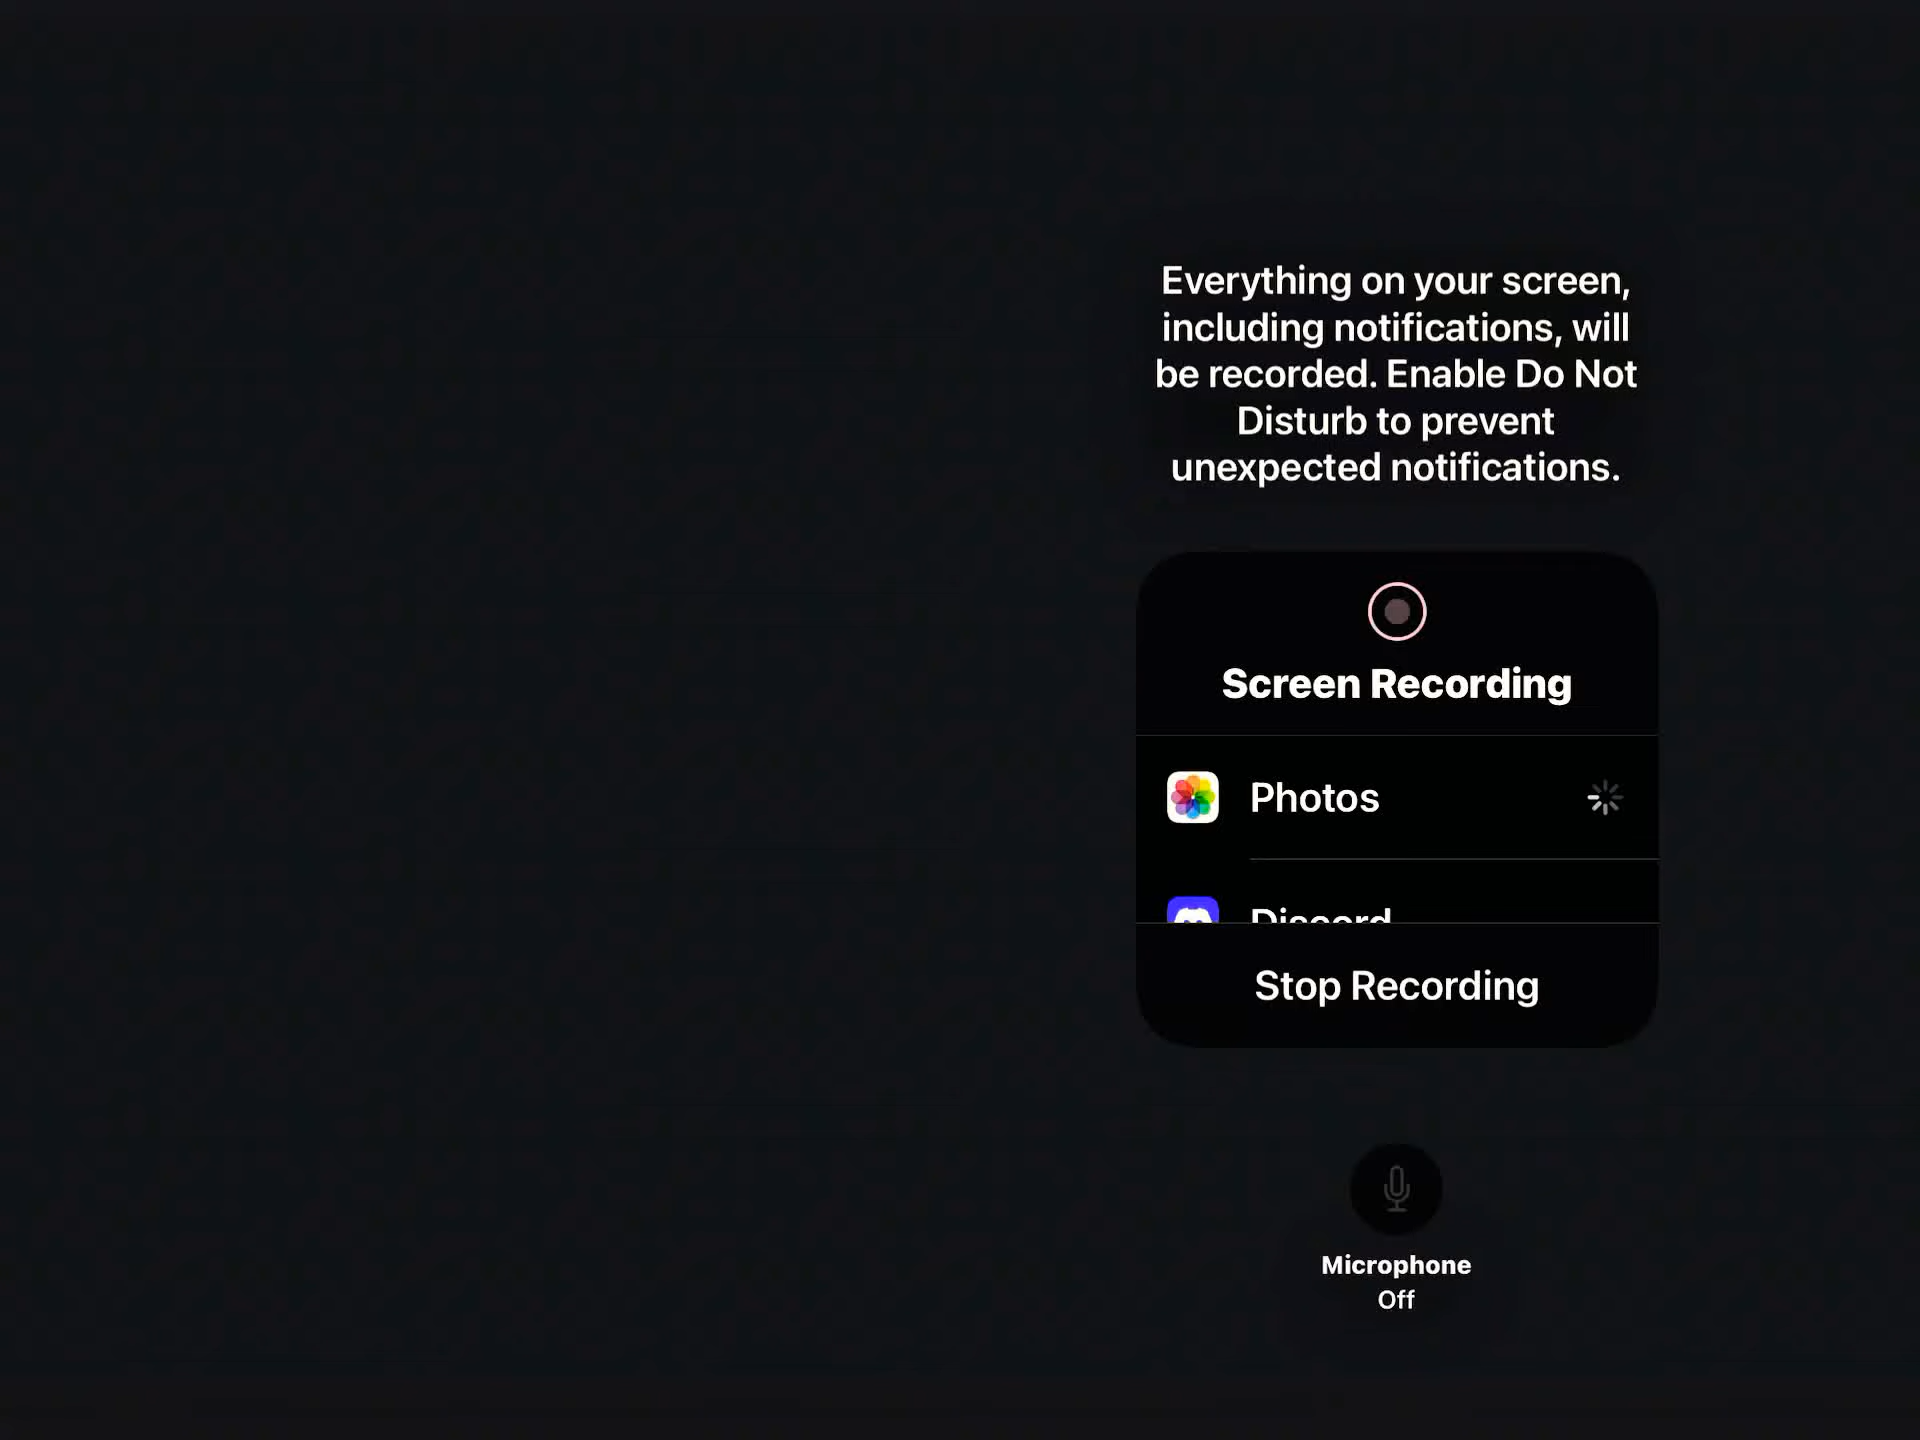 Everything on your screen,
including notifications, will
be recorded. Enable Do Not
Disturb to prevent
unexpected notifications.
Screen Recording
Photos
Discord
Stop Recording
Microphone
Off